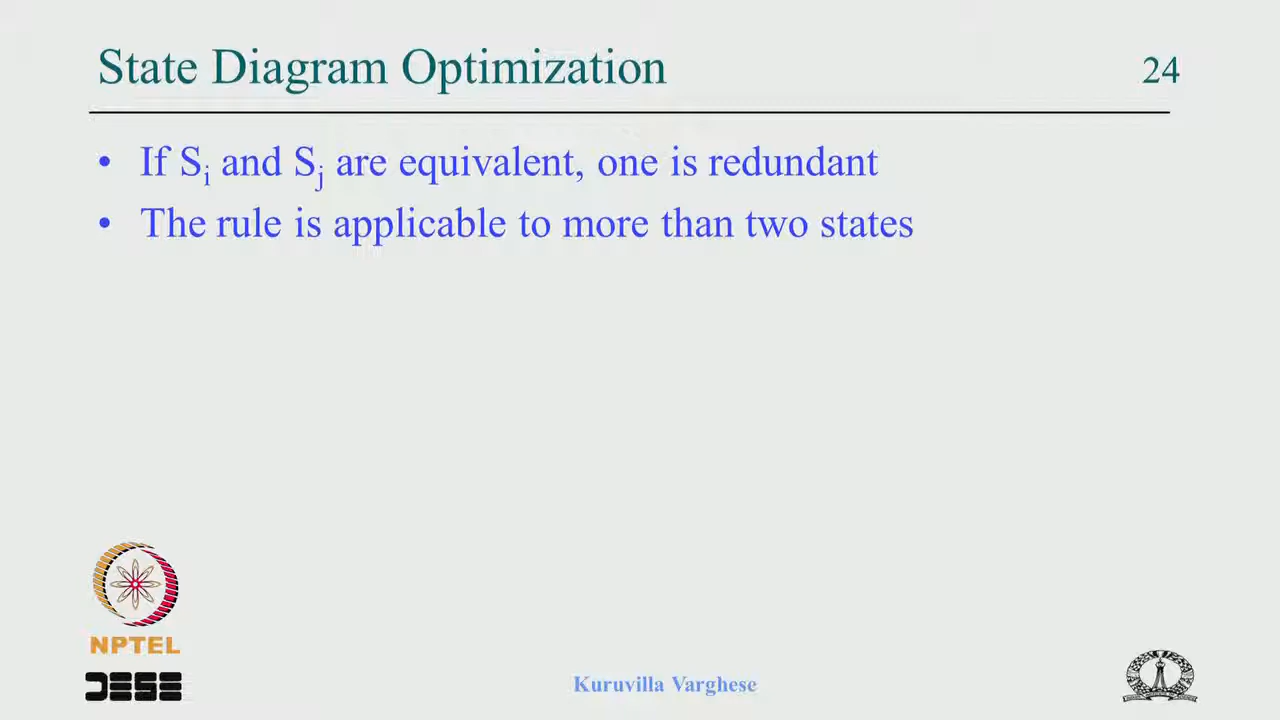 State Diagram Optimization
24
• If Si and Sj are equivalent, one is redundant
• The rule is applicable to more than two states
NPTEL
DESE
Kuruvilla Varghese